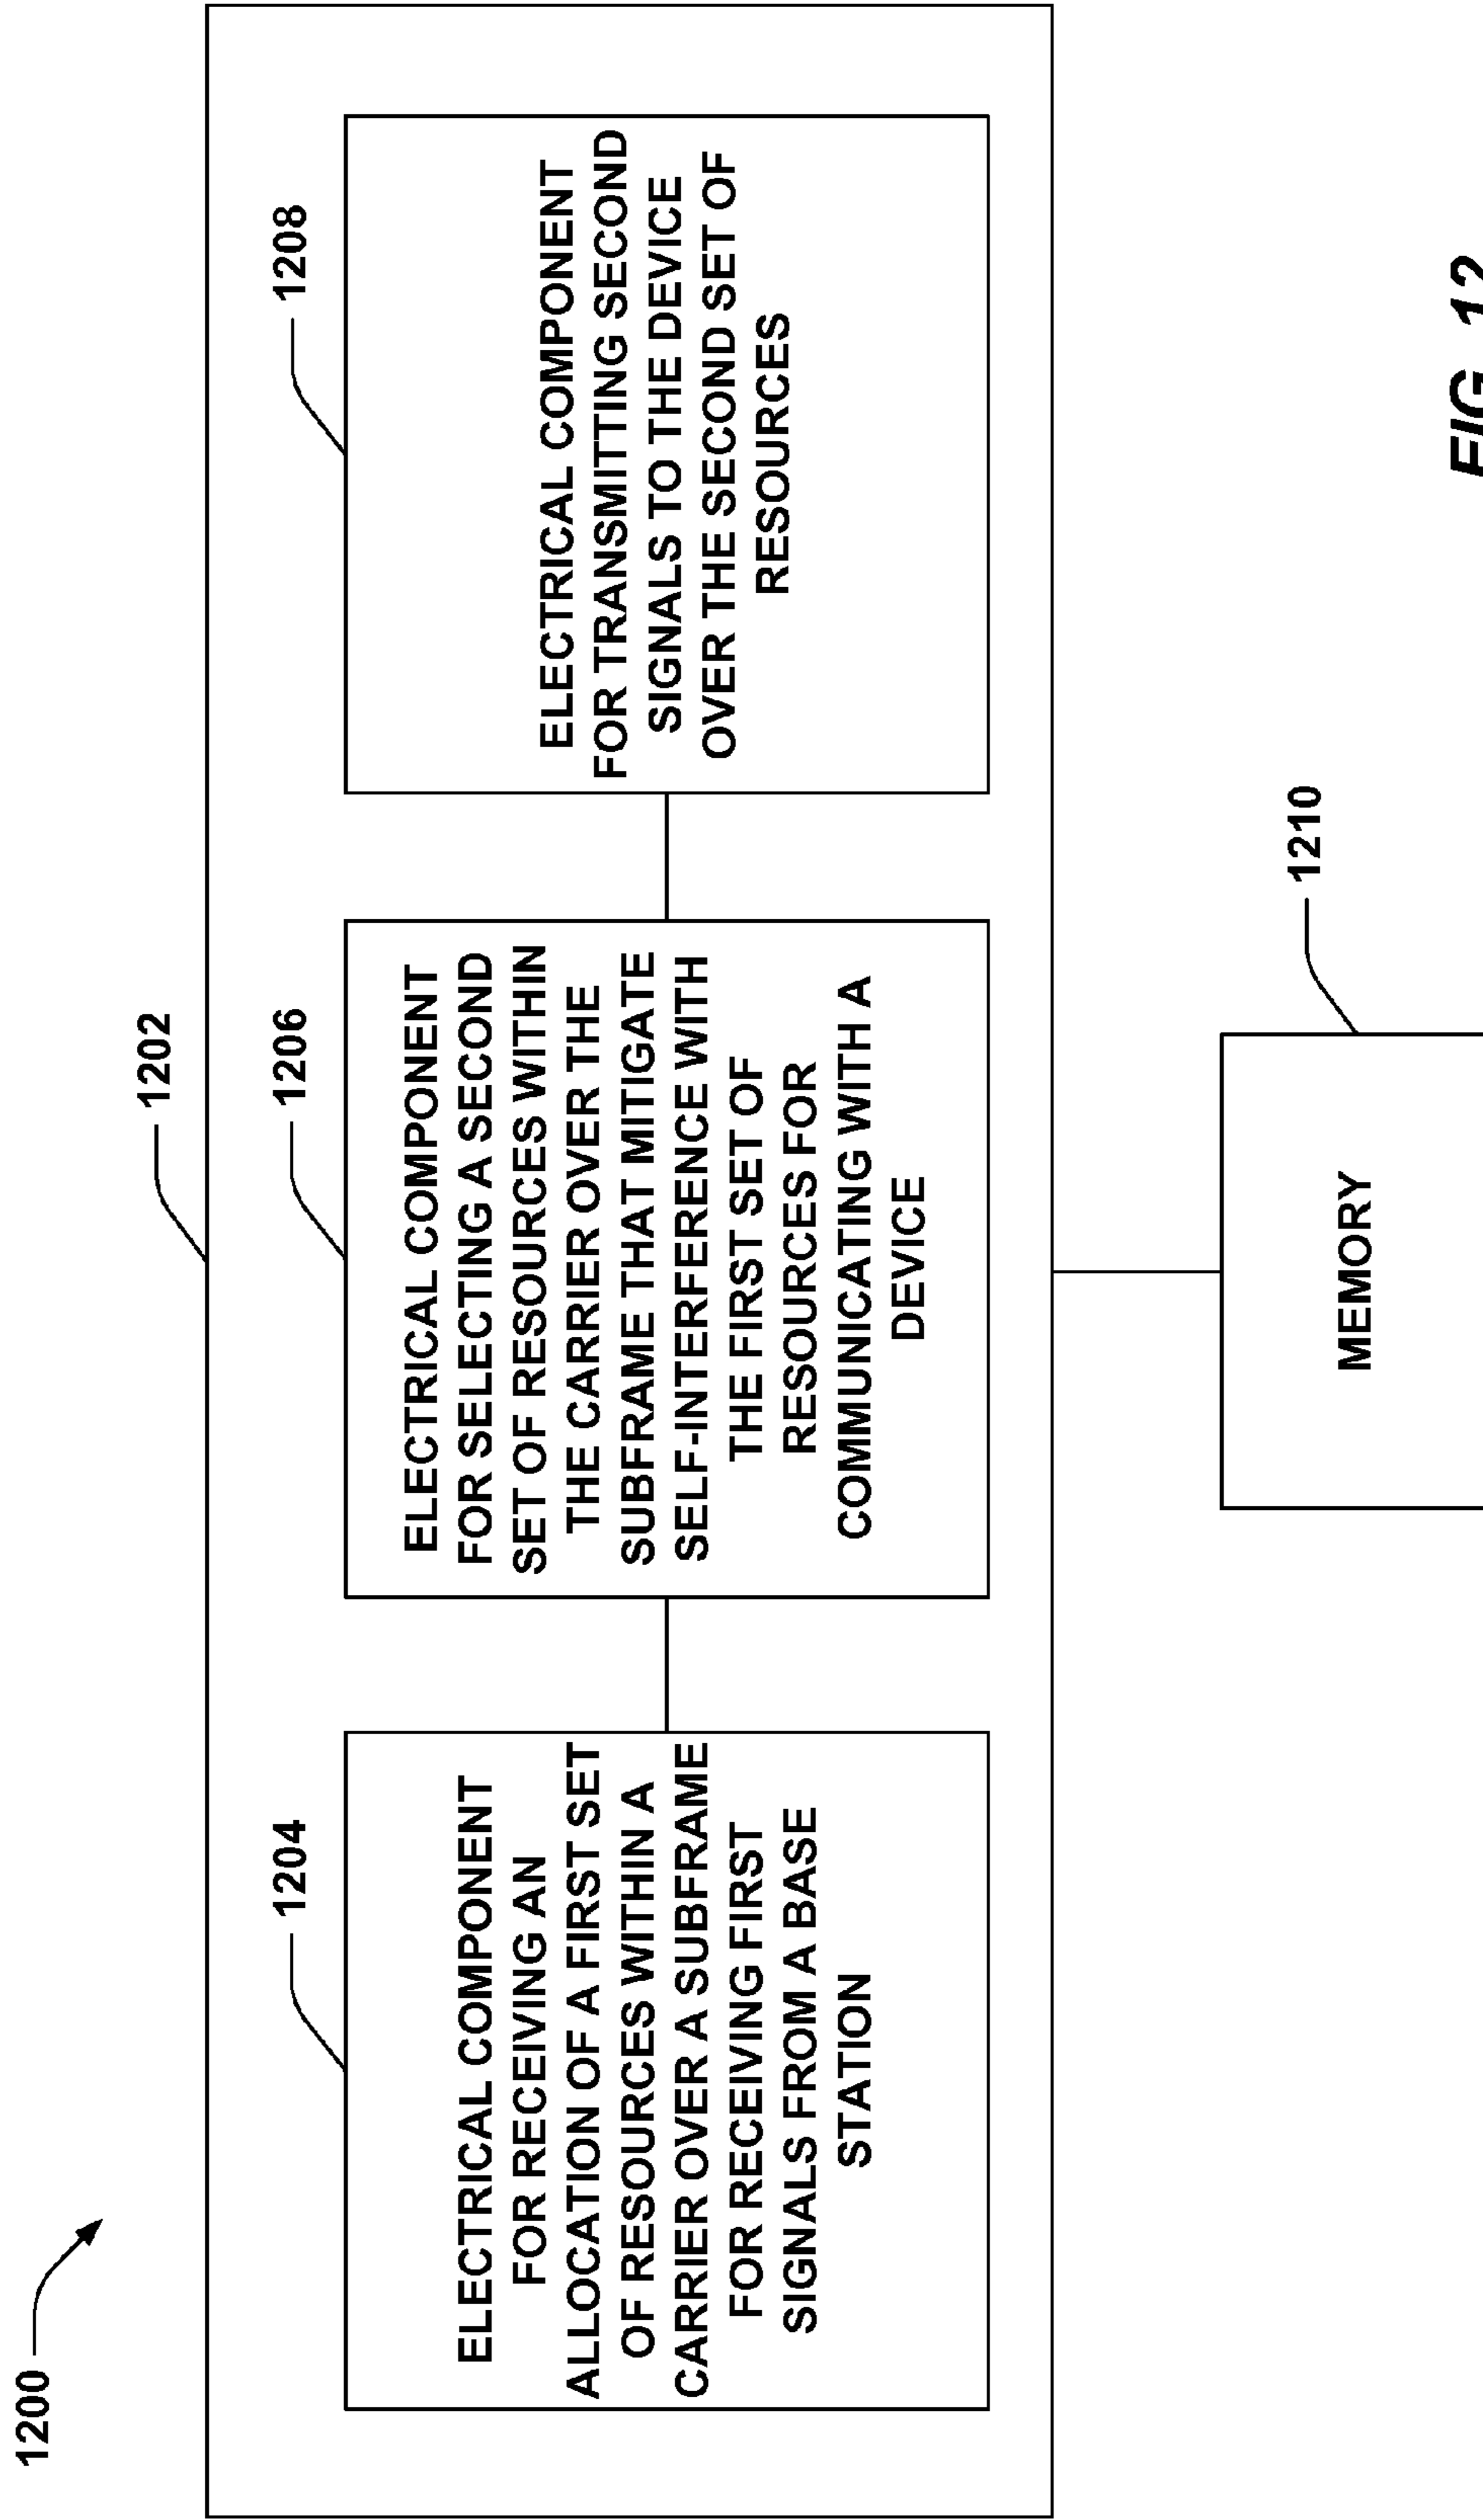 1200
1202
1204
ELECTRICAL COMPONENT
FOR RECEIVING AN
ALLOCATION OF A FIRST SET
OF RESOURCES WITHIN A
CARRIER OVER A SUBFRAME
FOR RECEIVING FIRST
SIGNALS FROM A BASE
STATION
1206
ELECTRICAL COMPONENT
FOR SELECTING A SECOND
SET OF RESOURCES WITHIN
THE CARRIER OVER THE
SUBFRAME THAT MITIGATE
SELF-INTERFERENCE WITH
THE FIRST SET OF
RESOURCES FOR
COMMUNICATING WITH A
DEVICE
1208
ELECTRICAL COMPONENT
FOR TRANSMITTING SECOND
SIGNALS TO THE DEVICE
OVER THE SECOND SET OF
RESOURCES
1210
MEMORY
FIG. 12